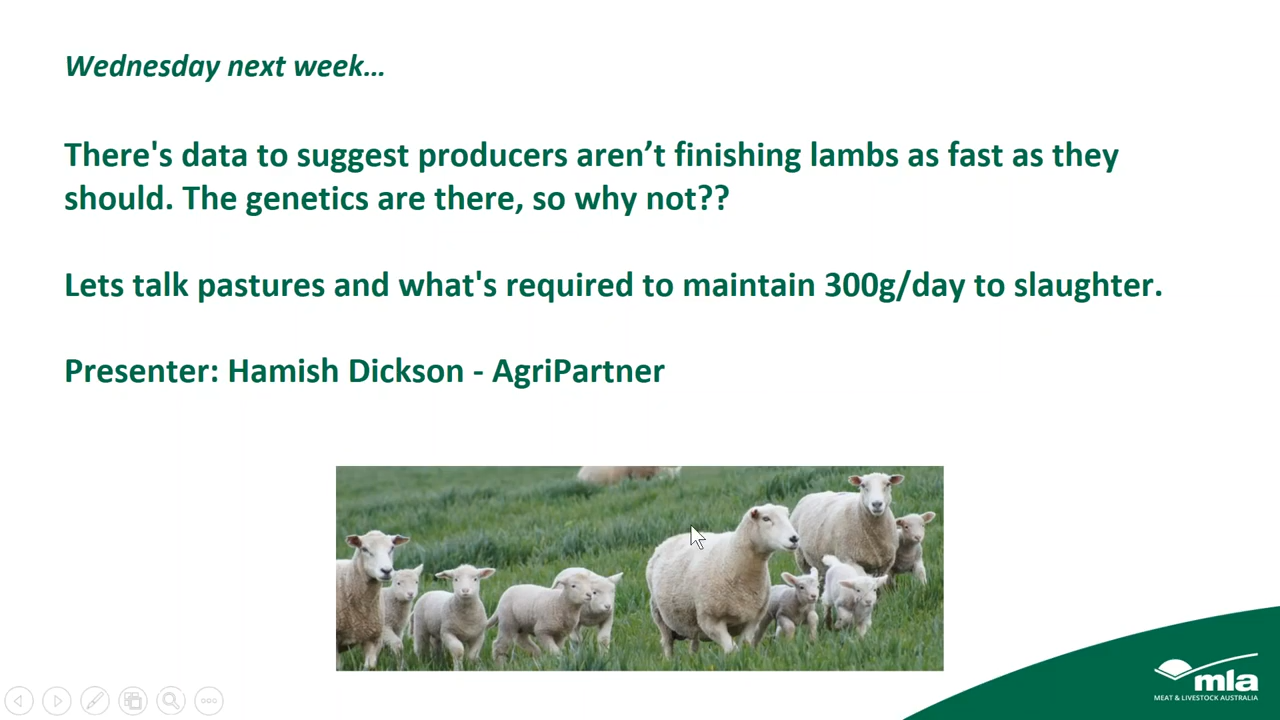 Wednesday next week...
There's data to suggest producers aren’t finishing lambs as fast as they
should. The genetics are there, so why not??
Lets talk pastures and what's required to maintain 300g/day to slaughter.
Presenter: Hamish Dickson - AgriPartner
mla
MEAT & LIVESTOCK AUSTRALIA